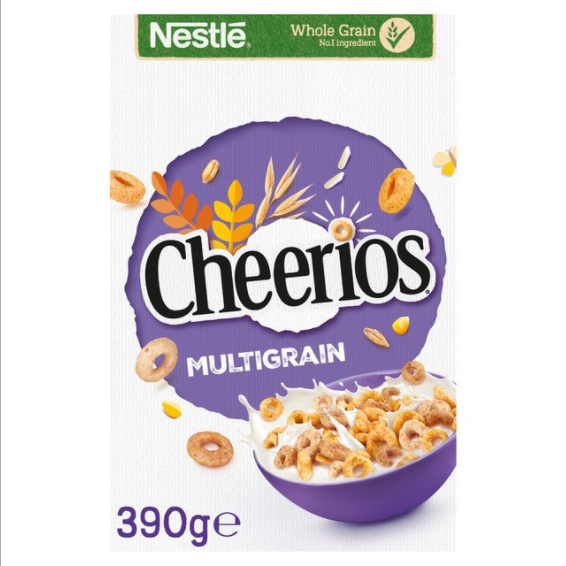 Nestlé®
Whole Grain
No.1 ingredient
Cheerios®
MULTIGRAIN
390g℮